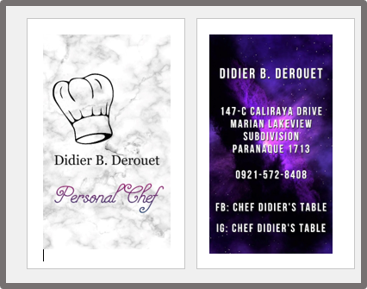 Didier B. Derouet
Personal Chef
DIDIER B. DEROUET
147-C CALIRAYA DRIVE
MARIAN LAKEVIEW
SUBDIVISION
PARANAQUE 1713
0921-572-8408
FB: CHEF DIDIER'S TABLE
IG: CHEF DIDIER'S TABLE